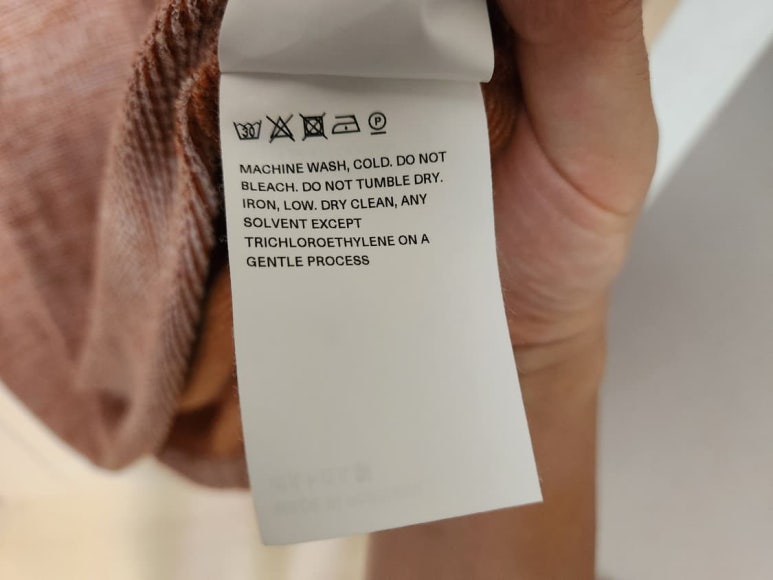 30
P
MACHINE WASH, COLD. DO NOT
BLEACH. DO NOT TUMBLE DRY.
IRON, LOW. DRY CLEAN, ANY
SOLVENT EXCEPT
TRICHLOROETHYLENE ON A
GENTLE PROCESS